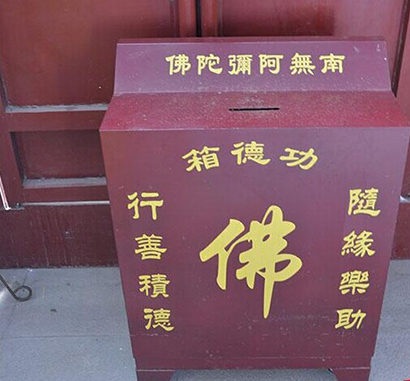 南無阿彌陀佛
功德箱
隨緣樂助
佛
行善積德